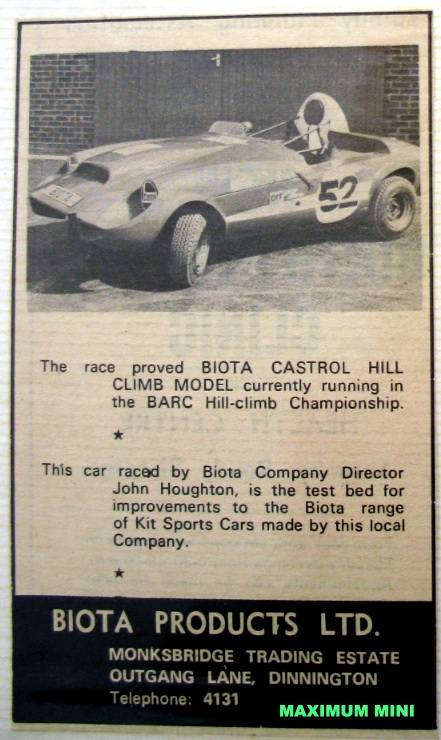 52
The race proved BIOTA CASTROL HILL
CLIMB MODEL currently running in
the BARC Hill-climb Championship.
★
This car raced by Biota Company Director
John Houghton, is the test bed for
improvements to the Biota range
of Kit Sports Cars made by this local
Company.
★
BIOTA PRODUCTS LTD.
MONKSBRIDGE TRADING ESTATE
OUTGANG LANE, DINNINGTON
Telephone: 4131
MAXIMUM MINI